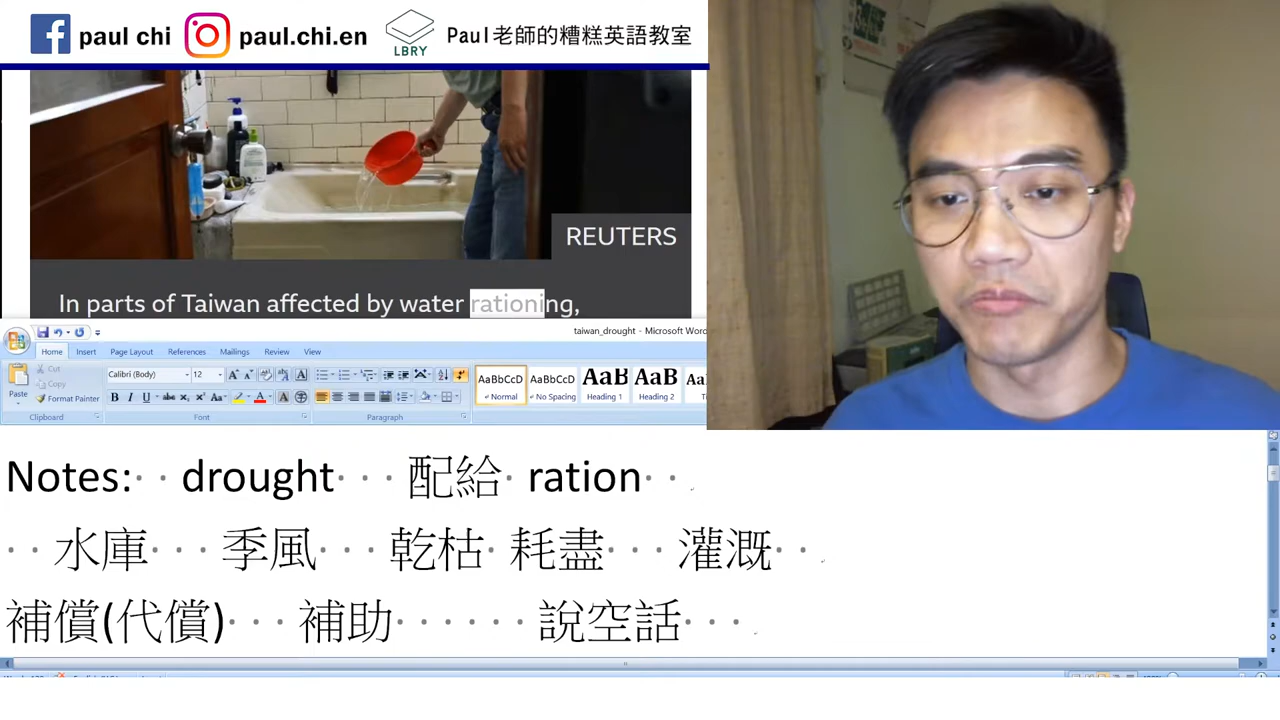 paul chi paul.chi.en LBRY Paul老師的糟糕英語教室
REUTERS
In parts of Taiwan affected by water rationing,
taiwan_drought - Microsoft Word
Home Insert Page Layout References Mailings Review View
Paste Cut Copy Format Painter
Calibri (Body) 12
AaBbCcD AaBbCcD AaBb AaB
Normal No Spacing Heading 1 Heading 2
Clipboard Font Paragraph
Notes: drought 配給 ration
水庫 季風 乾枯 耗盡 灌溉
補償(代償) 補助 說空話